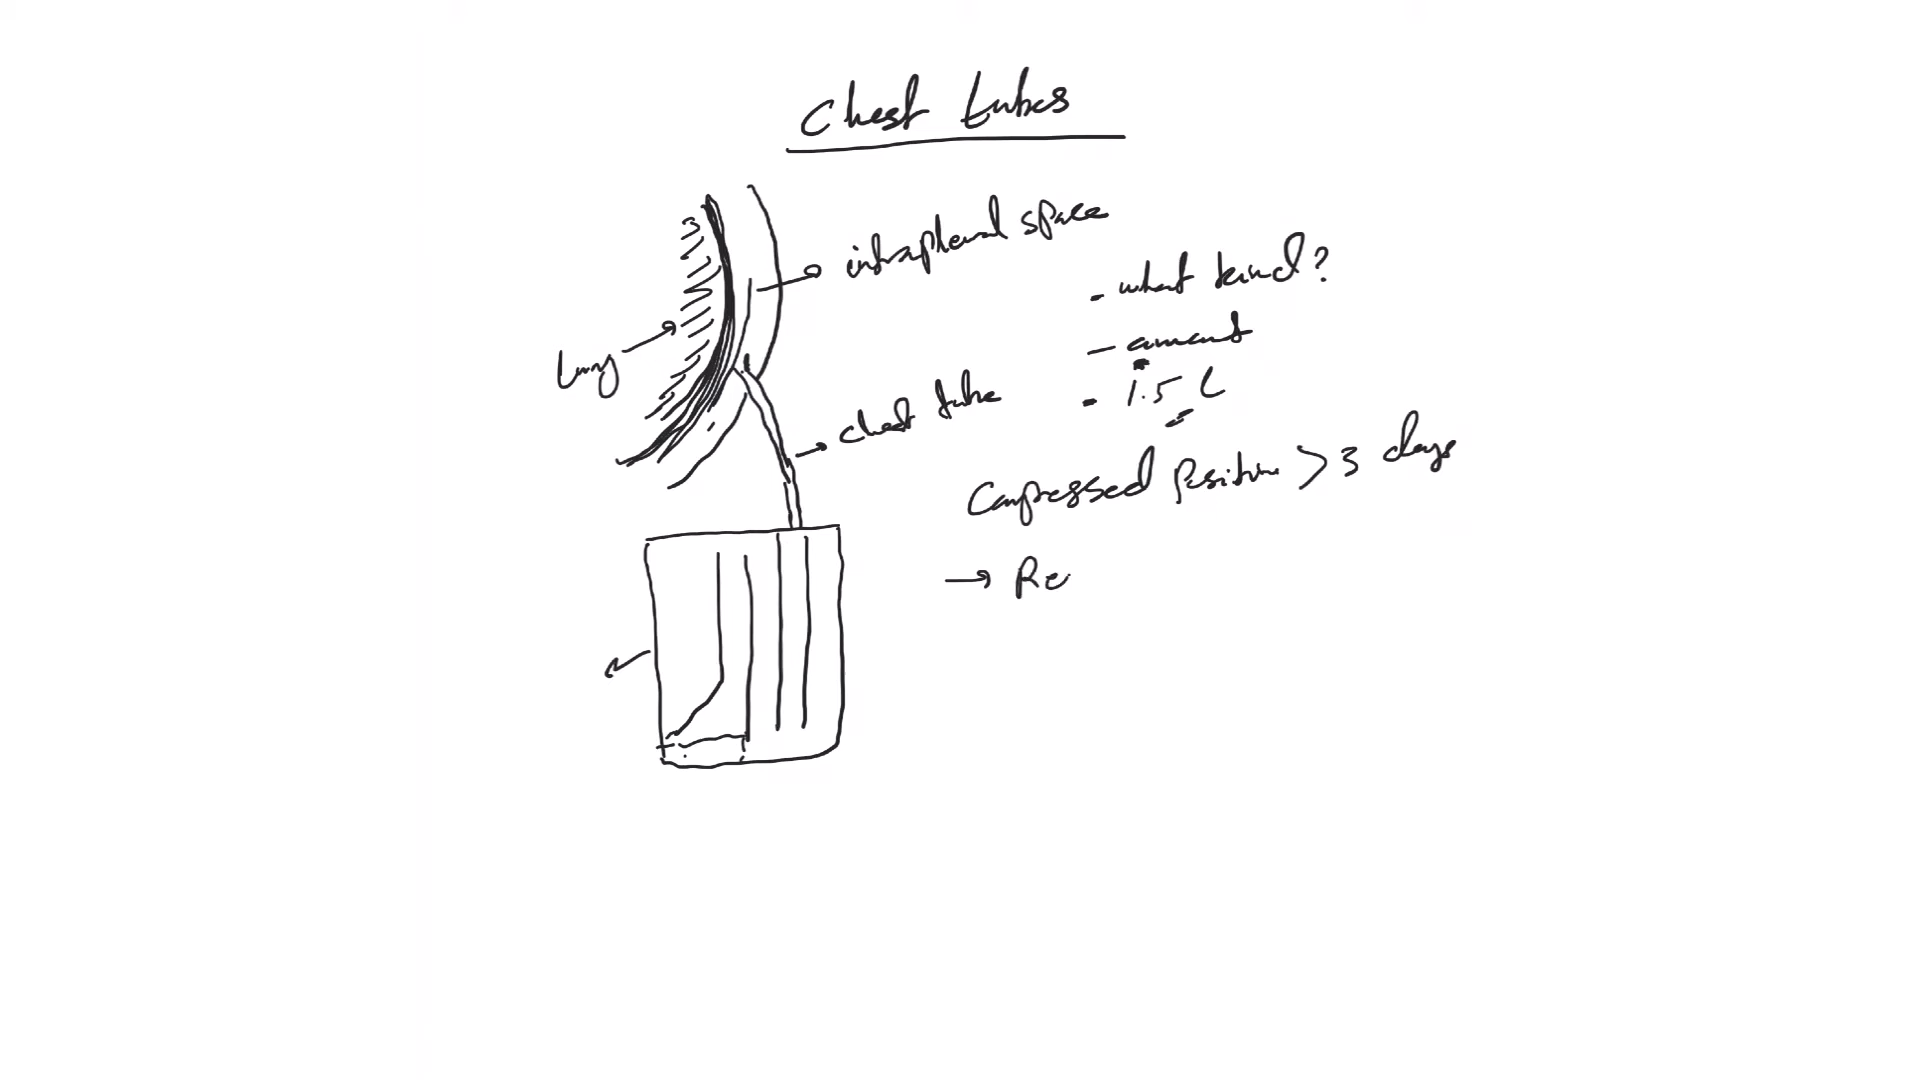 Chest tubes
intrapleural space
- what kind?
Lung
- amount
chest tube
- 1.5 L
Compressed Position > 3 days
→ Re